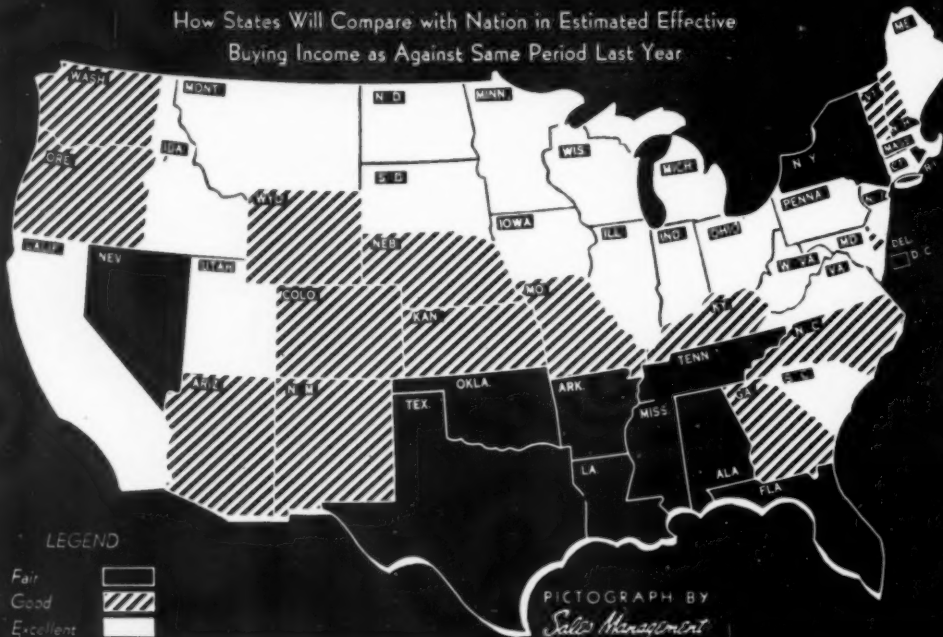 How States Will Compare with Nation in Estimated Effective
Buying Income as Against Same Period Last Year
WASH
MONT
N D
MINN
ME
VT
N H
ORE
IDA
WIS
MICH
N Y
MASS
CT
R I
S D
WYO
IOWA
PENNA
N J
NEB
ILL
IND
OHIO
MD
DEL
D C
CALIF
NEV
UTAH
W VA
VA
COLO
KAN
MO
KY
N C
TENN
ARIZ
N M
OKLA
ARK
S C
GA
TEX
MISS
ALA
LA
FLA
LEGEND
Fair
Good
Excellent
PICTOGRAPH BY
Sales Management